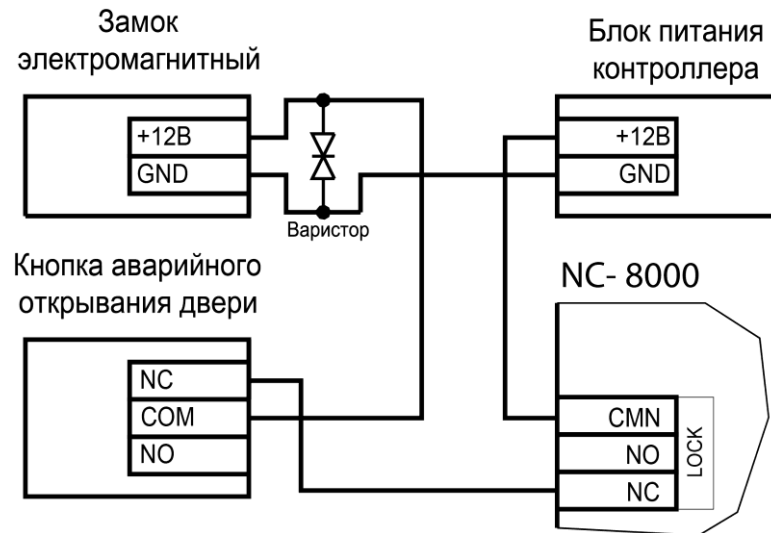 Замок
электромагнитный
+12В
GND
Варистор
Блок питания
контроллера
+12В
GND
Кнопка аварийного
открывания двери
NC
COM
NO
NC- 8000
CMN
NO
NC
LOCK